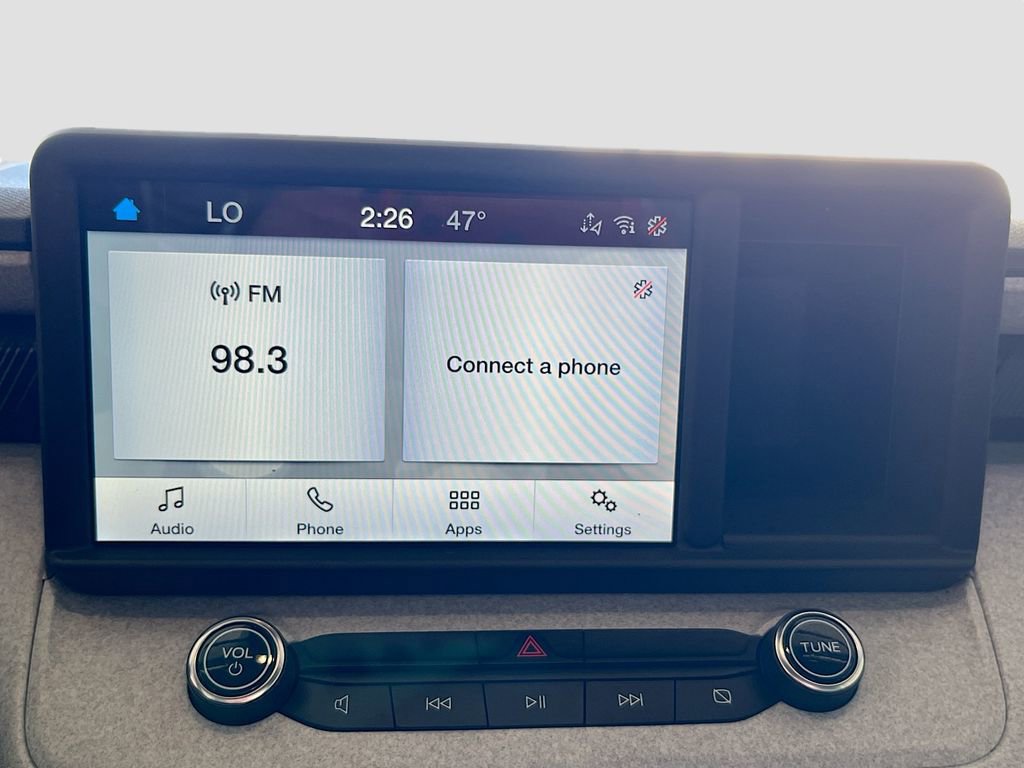 LO 2:26 47°
FM
98.3
Connect a phone
Audio Phone Apps Settings
VOL
TUNE